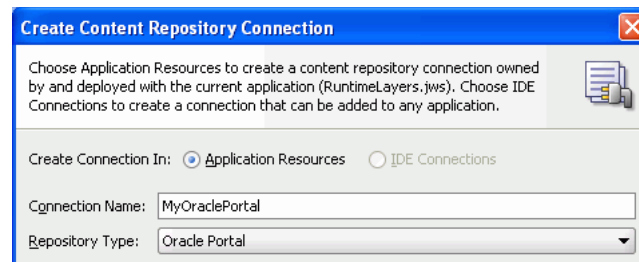 Create Content Repository Connection
Choose Application Resources to create a content repository connection owned
by and deployed with the current application (RuntimeLayers.jws). Choose IDE
Connections to create a connection that can be added to any application.
Create Connection In: Application Resources IDE Connections
Connection Name: MyOraclePortal
Repository Type: Oracle Portal